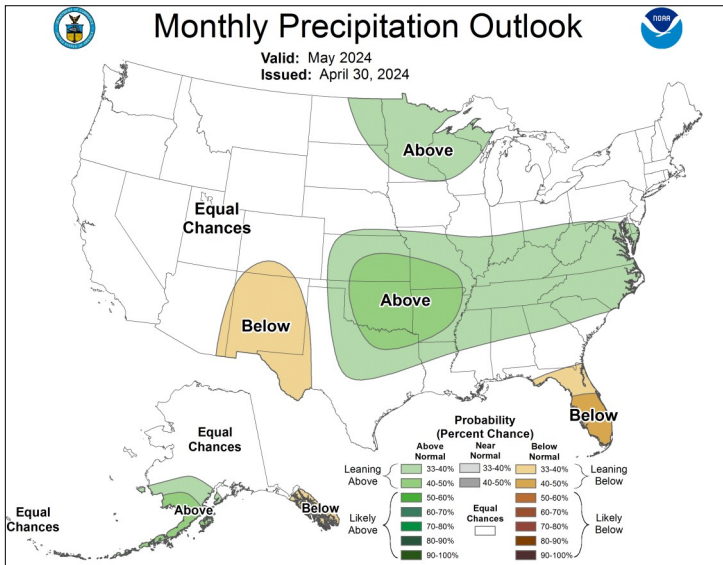 Monthly Precipitation Outlook
NOAA
Valid: May 2024
Issued: April 30, 2024
Above
Equal
Chances
Above
Below
Below
Equal
Chances
Above
Below
Equal
Chances
Probability
(Percent Chance)
Above Normal
Near Normal
Below Normal
Leaning Above
33-40% 33-40% 33-40%
40-50% 40-50% 40-50%
Leaning Below
Likely Above
50-60% 50-60%
60-70% 60-70%
70-80% 70-80%
80-90% 80-90%
90-100% 90-100%
Equal Chances
Likely Below